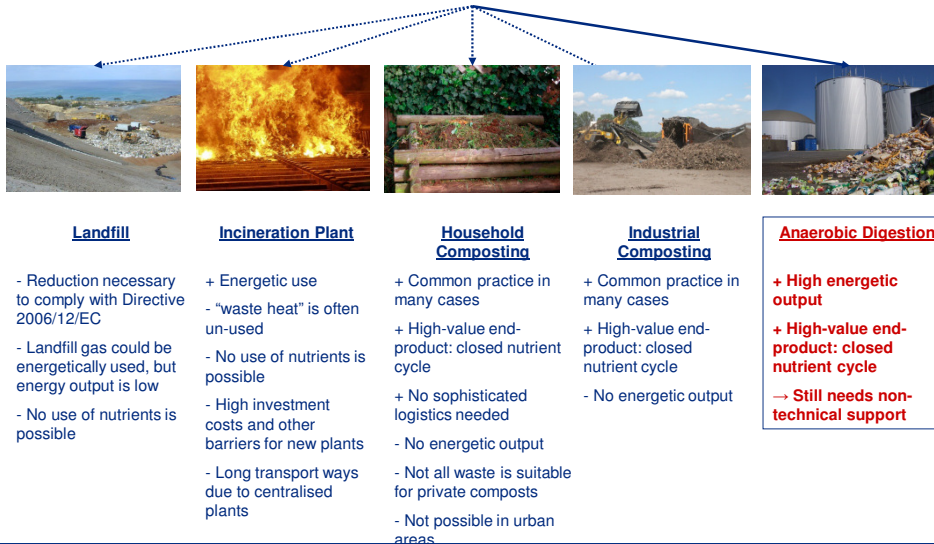 Landfill
- Reduction necessary
to comply with Directive
2006/12/EC
- Landfill gas could be
energetically used, but
energy output is low
- No use of nutrients is
possible
Incineration Plant
+ Energetic use
- “waste heat” is often
un-used
- No use of nutrients is
possible
- High investment
costs and other
barriers for new plants
- Long transport ways
due to centralised
plants
Household
Composting
+ Common practice in
many cases
+ High-value end-
product: closed nutrient
cycle
+ No sophisticated
logistics needed
- No energetic output
- Not all waste is suitable
for private composts
- Not possible in urban
areas
Industrial
Composting
+ Common practice in
many cases
+ High-value end-
product: closed
nutrient cycle
- No energetic output
Anaerobic Digestion
+ High energetic
output
+ High-value end-
product: closed
nutrient cycle
→ Still needs non-
technical support